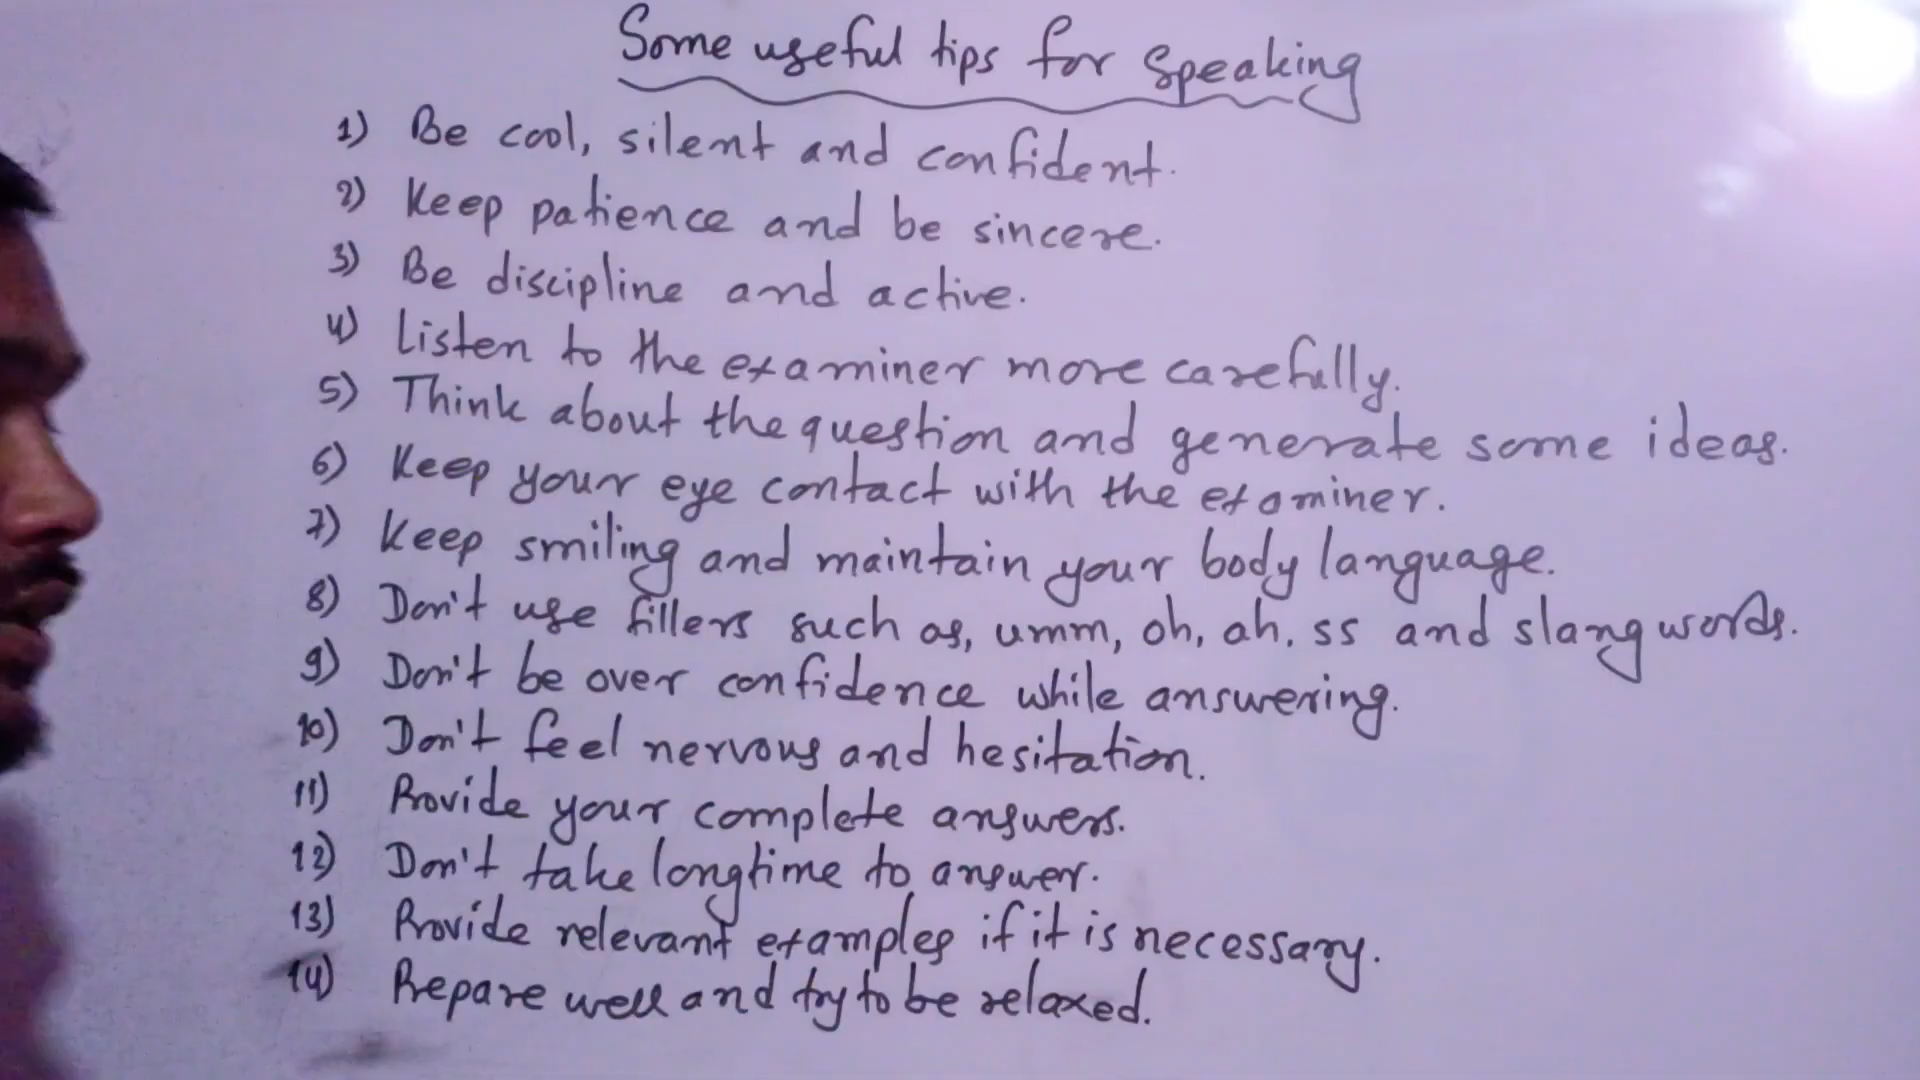 Some useful tips for Speaking
1) Be cool, silent and confident.
2) Keep patience and be sincere.
3) Be discipline and active.
4) Listen to the examiner more carefully.
5) Think about the question and generate some ideas.
6) Keep your eye contact with the examiner.
7) Keep smiling and maintain your body language.
8) Don't use fillers such as, umm, oh, ah, ss and slang words.
9) Don't be over confidence while answering.
10) Don't feel nervous and hesitation.
11) Provide your complete answers.
12) Don't take longtime to answer.
13) Provide relevant examples if it is necessary.
14) Prepare well and try to be relaxed.